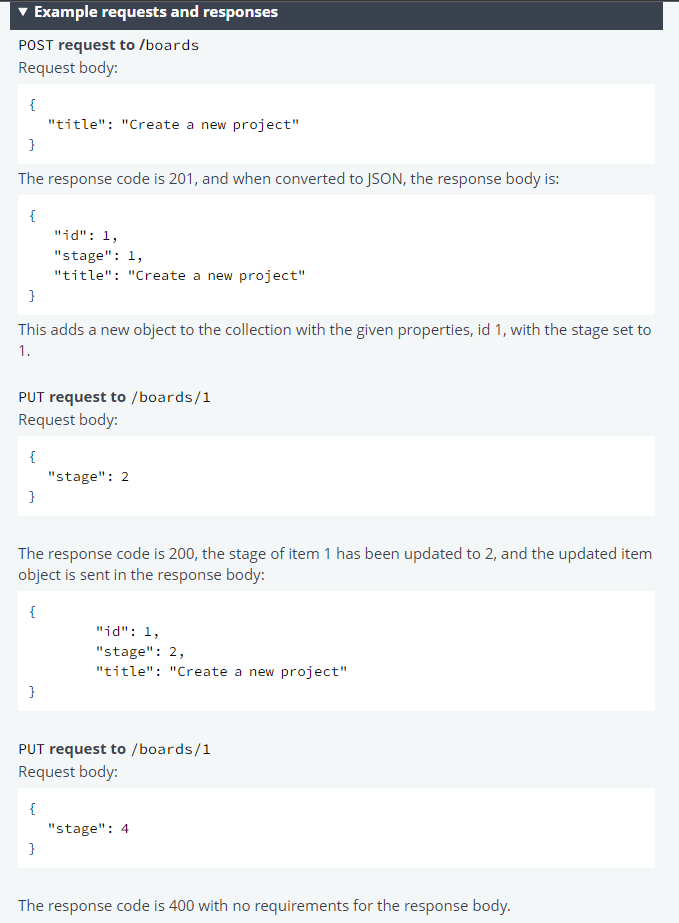 ▼ Example requests and responses
POST request to /boards
Request body:
{
"title": "Create a new project"
}
The response code is 201, and when converted to JSON, the response body is:
{
"id": 1,
"stage": 1,
"title": "Create a new project"
}
This adds a new object to the collection with the given properties, id 1, with the stage set to
1.
PUT request to /boards/1
Request body:
{
"stage": 2
}
The response code is 200, the stage of item 1 has been updated to 2, and the updated item
object is sent in the response body:
{
"id": 1,
"stage": 2,
"title": "Create a new project"
}
PUT request to /boards/1
Request body:
{
"stage": 4
}
The response code is 400 with no requirements for the response body.